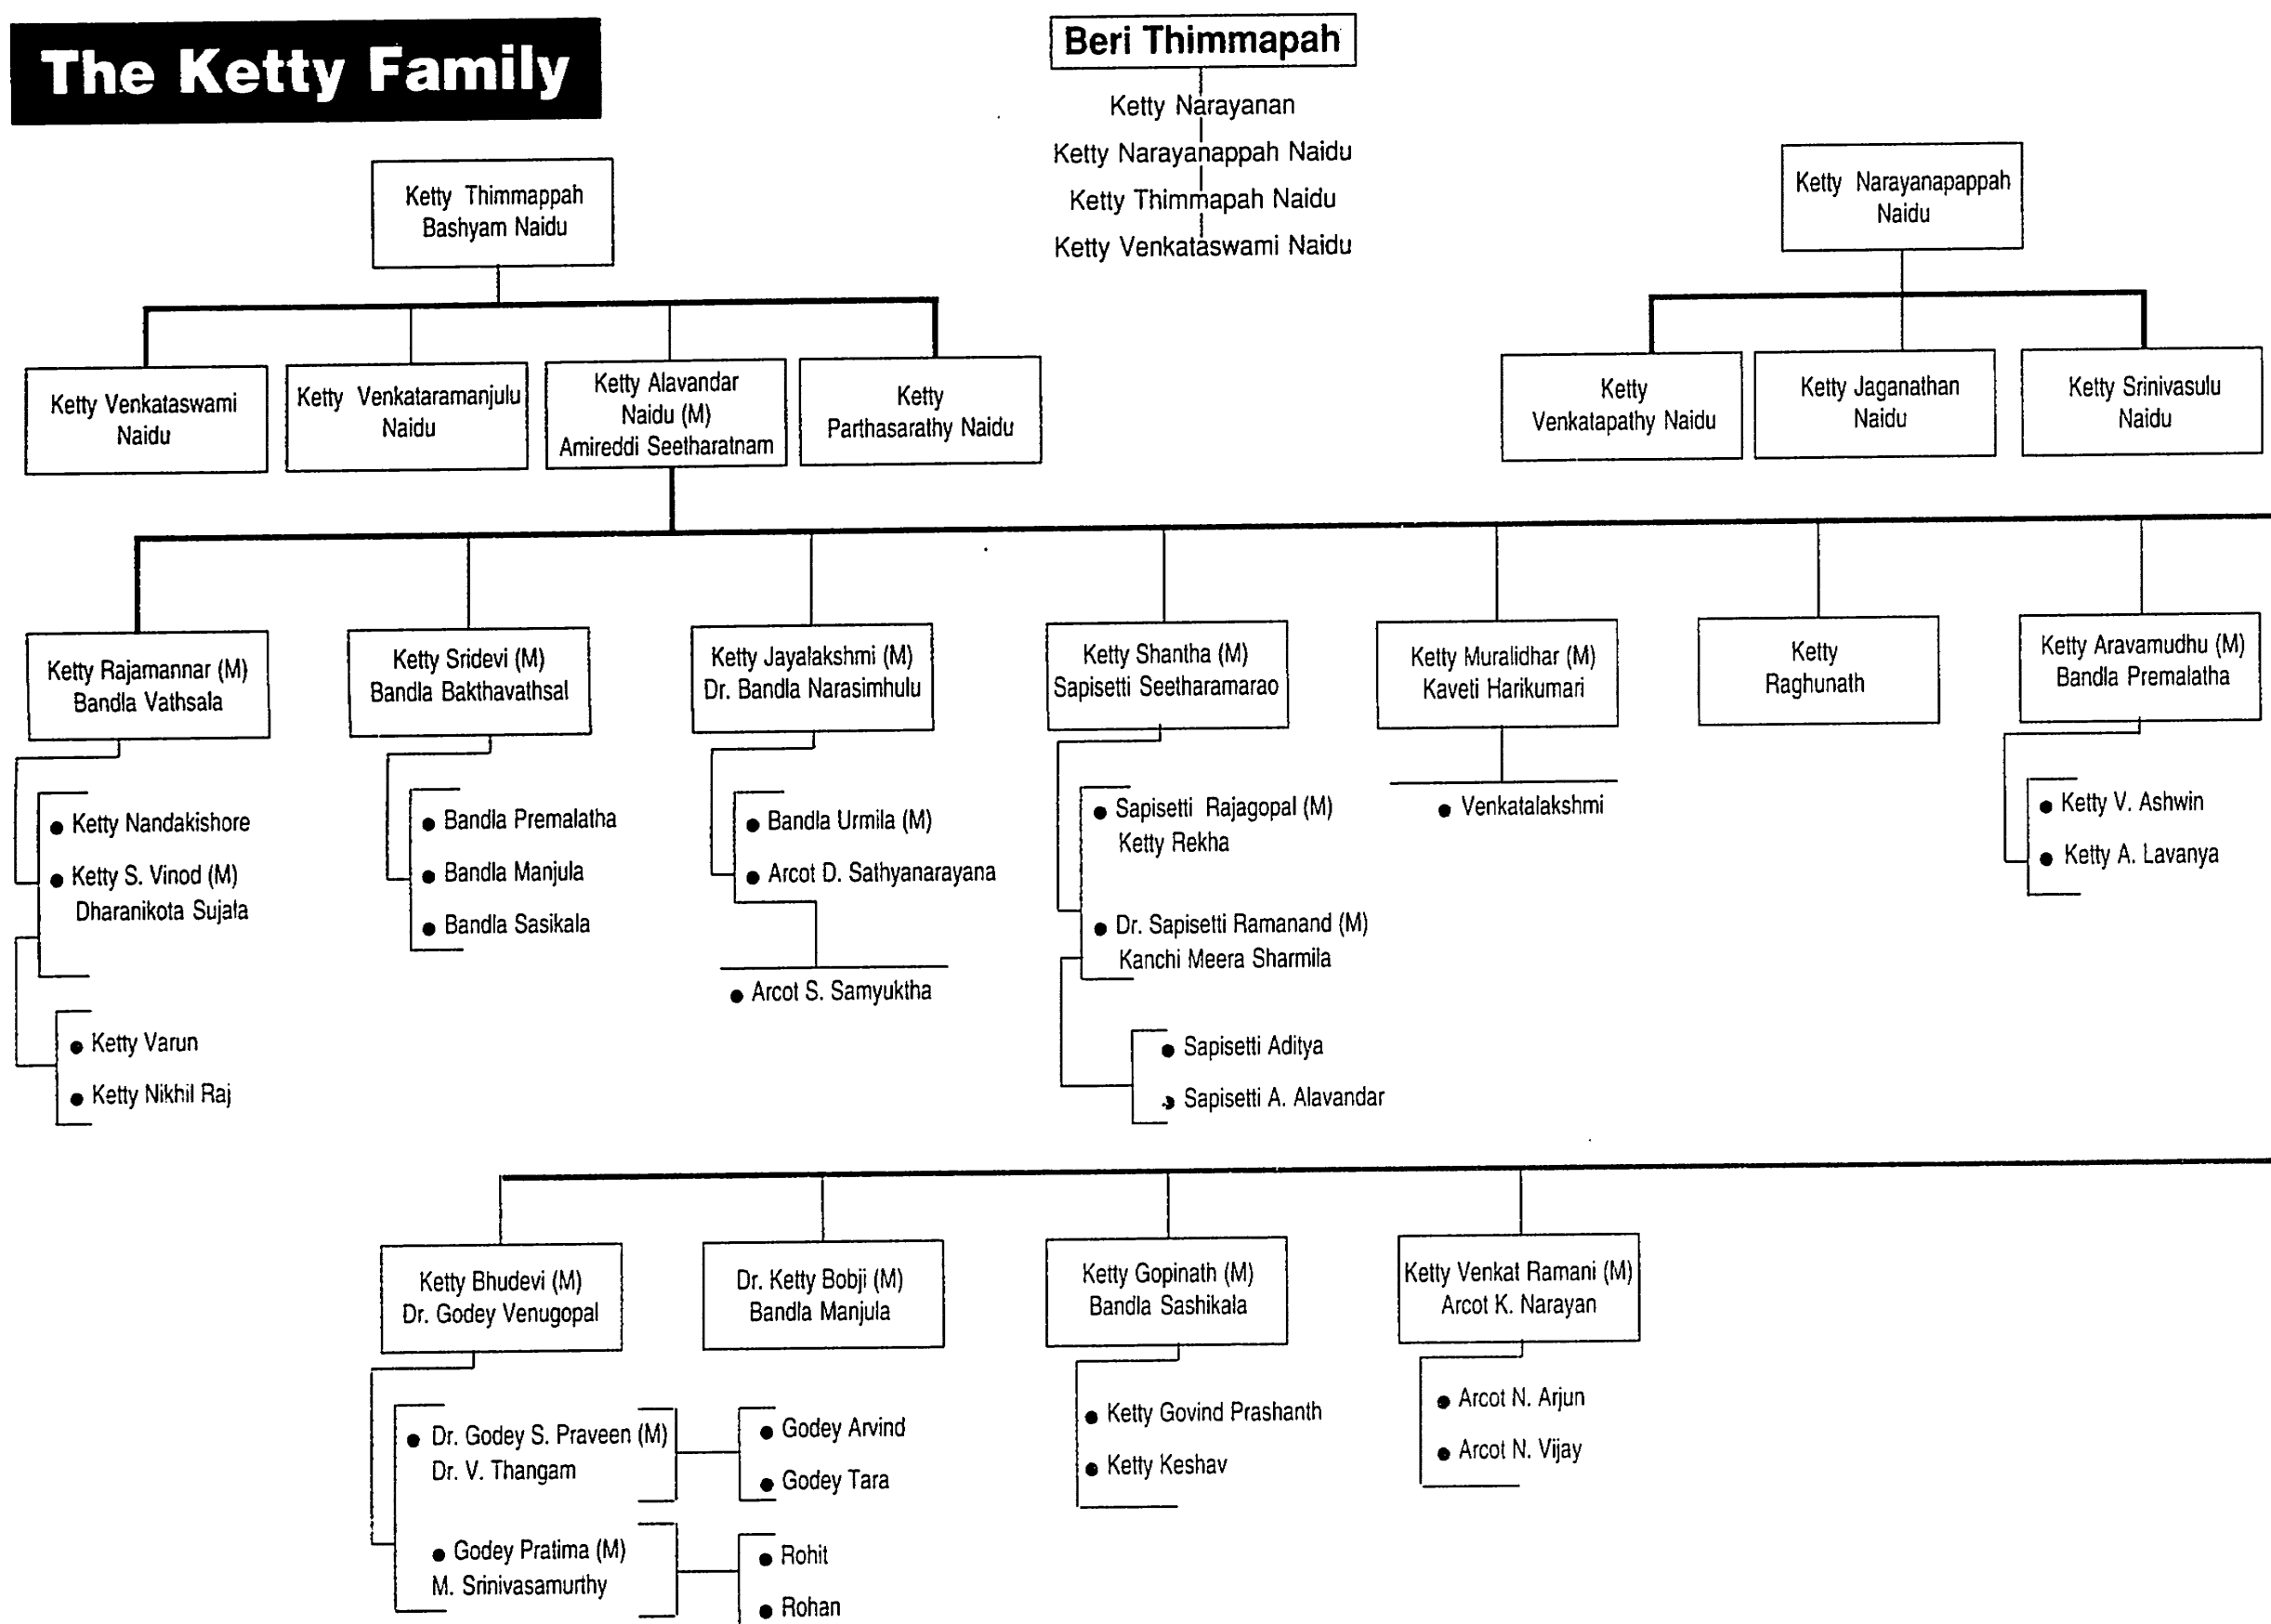 The Ketty Family
Beri Thimmapah
Ketty Narayanan
Ketty Narayanappah Naidu
Ketty Thimmapah Naidu
Ketty Venkataswami Naidu
Ketty Thimmappah
Bashyam Naidu
Ketty Narayanapappah
Naidu
Ketty Venkataswami
Naidu
Ketty Venkataramanjulu
Naidu
Ketty Alavandar
Naidu (M)
Amireddi Seetharatnam
Ketty
Parthasarathy Naidu
Ketty
Venkatapathy Naidu
Ketty Jaganathan
Naidu
Ketty Srinivasulu
Naidu
Ketty Rajamannar (M)
Bandla Vathsala
Ketty Sridevi (M)
Bandla Bakthavathsal
Ketty Jayalakshmi (M)
Dr. Bandla Narasimhulu
Ketty Shantha (M)
Sapisetti Seetharamarao
Ketty Muralidhar (M)
Kaveti Harikumari
Ketty
Raghunath
Ketty Aravamudhu (M)
Bandla Premalatha
● Ketty Nandakishore
● Ketty S. Vinod (M)
Dharanikota Sujata
● Ketty Varun
● Ketty Nikhil Raj
● Bandla Premalatha
● Bandla Manjula
● Bandla Sasikala
● Bandla Urmila (M)
● Arcot D. Sathyanarayana
● Arcot S. Samyuktha
● Sapisetti Rajagopal (M)
Ketty Rekha
● Dr. Sapisetti Ramanand (M)
Kanchi Meera Sharmila
● Sapisetti Aditya
● Sapisetti A. Alavandar
● Venkatalakshmi
● Ketty V. Ashwin
● Ketty A. Lavanya
Ketty Bhudevi (M)
Dr. Godey Venugopal
Dr. Ketty Bobji (M)
Bandla Manjula
Ketty Gopinath (M)
Bandla Sashikala
Ketty Venkat Ramani (M)
Arcot K. Narayan
● Dr. Godey S. Praveen (M)
Dr. V. Thangam
● Godey Arvind
● Godey Tara
● Godey Pratima (M)
M. Srinivasamurthy
● Rohit
● Rohan
● Ketty Govind Prashanth
● Ketty Keshav
● Arcot N. Arjun
● Arcot N. Vijay